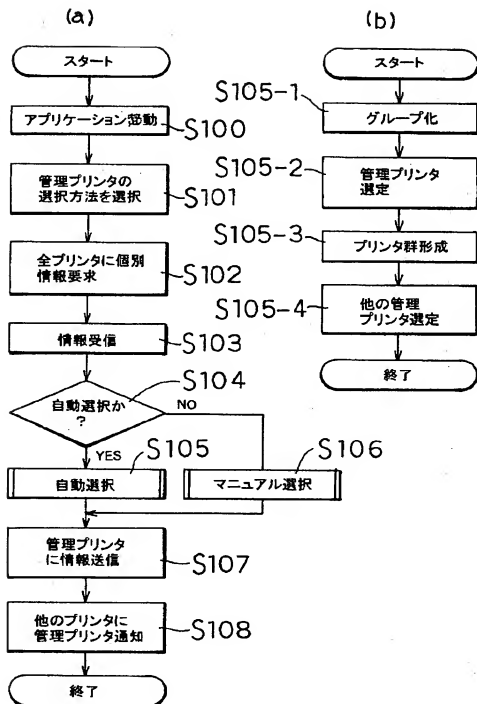 (a)
スタート
アプリケーション起動
S100
管理プリンタの
選択方法を選択
S101
全プリンタに個別
情報要求
S102
情報受信
S103
自動選択か
?
S104
NO
YES
自動選択
S105
マニュアル選択
S106
管理プリンタ
に情報送信
S107
他のプリンタに
管理プリンタ通知
S108
終了
(b)
スタート
S105-1
グループ化
S105-2
管理プリンタ
選定
S105-3
プリンタ群形成
S105-4
他の管理
プリンタ選定
終了